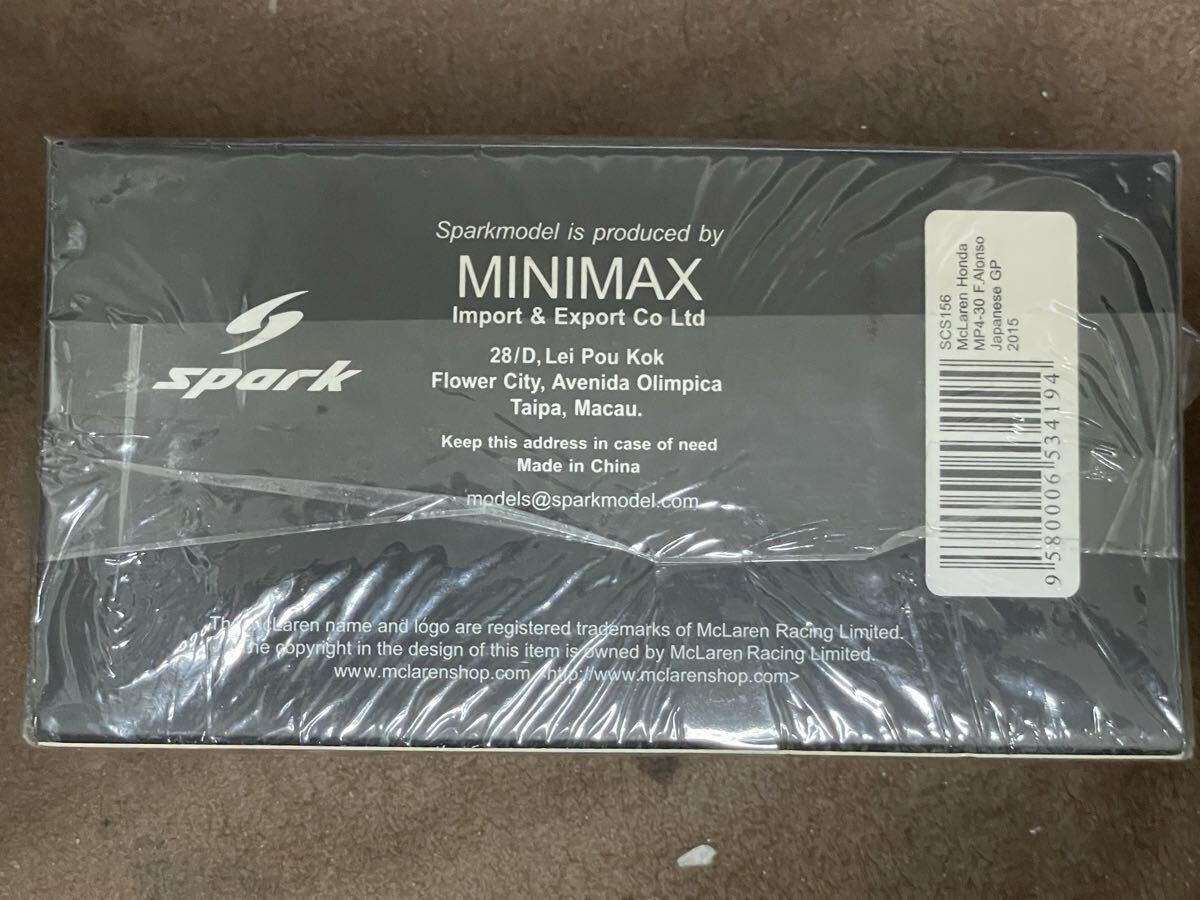 Sparkmodel is produced by
MINIMAX
Import & Export Co Ltd
spark
28/D, Lei Pou Kok
Flower City, Avenida Olimpica
Taipa, Macau.
Keep this address in case of need
Made in China
models@sparkmodel.com
McLaren name and logo are registered trademarks of McLaren Racing Limited.
he copyright in the design of this item is owned by McLaren Racing Limited.
www.mclarenshop.com <http://www.mclarenshop.com>
SCS156
McLaren Honda
MP4-30 F.Alonso
Japanese GP
2015
9 580006 534194